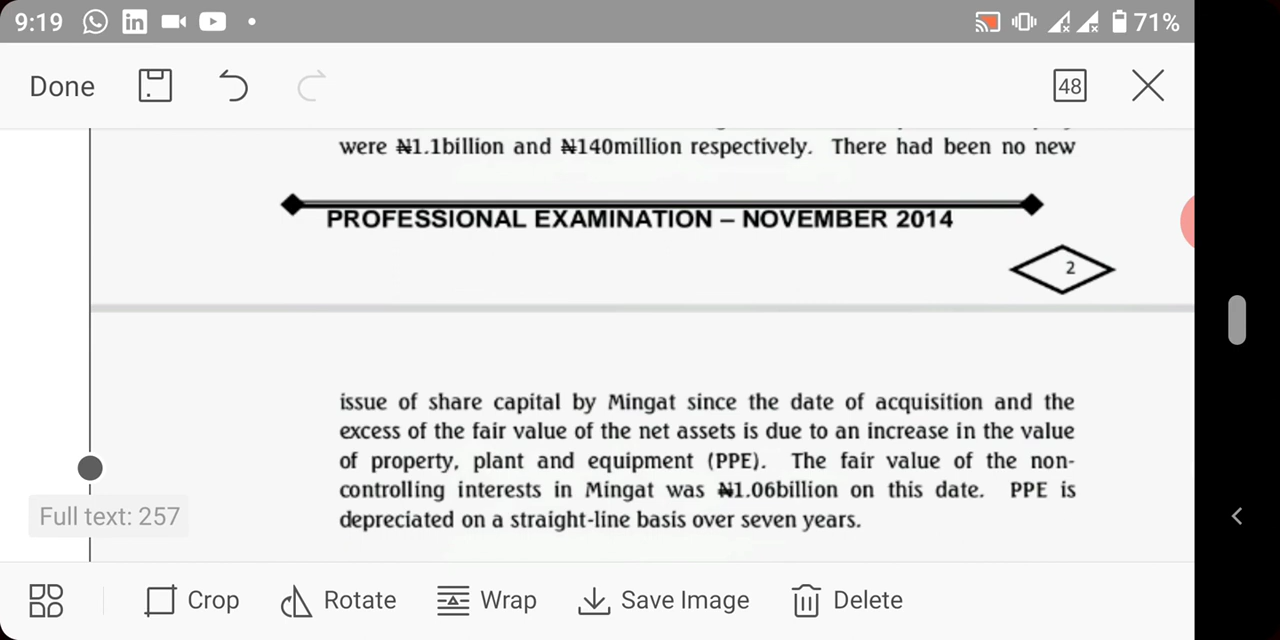 9:19 71%
Done 48
were ₦1.1billion and ₦140million respectively. There had been no new
PROFESSIONAL EXAMINATION – NOVEMBER 2014
2
issue of share capital by Mingat since the date of acquisition and the
excess of the fair value of the net assets is due to an increase in the value
of property, plant and equipment (PPE). The fair value of the non-
controlling interests in Mingat was ₦1.06billion on this date. PPE is
depreciated on a straight-line basis over seven years.
Full text: 257
Crop Rotate Wrap Save Image Delete